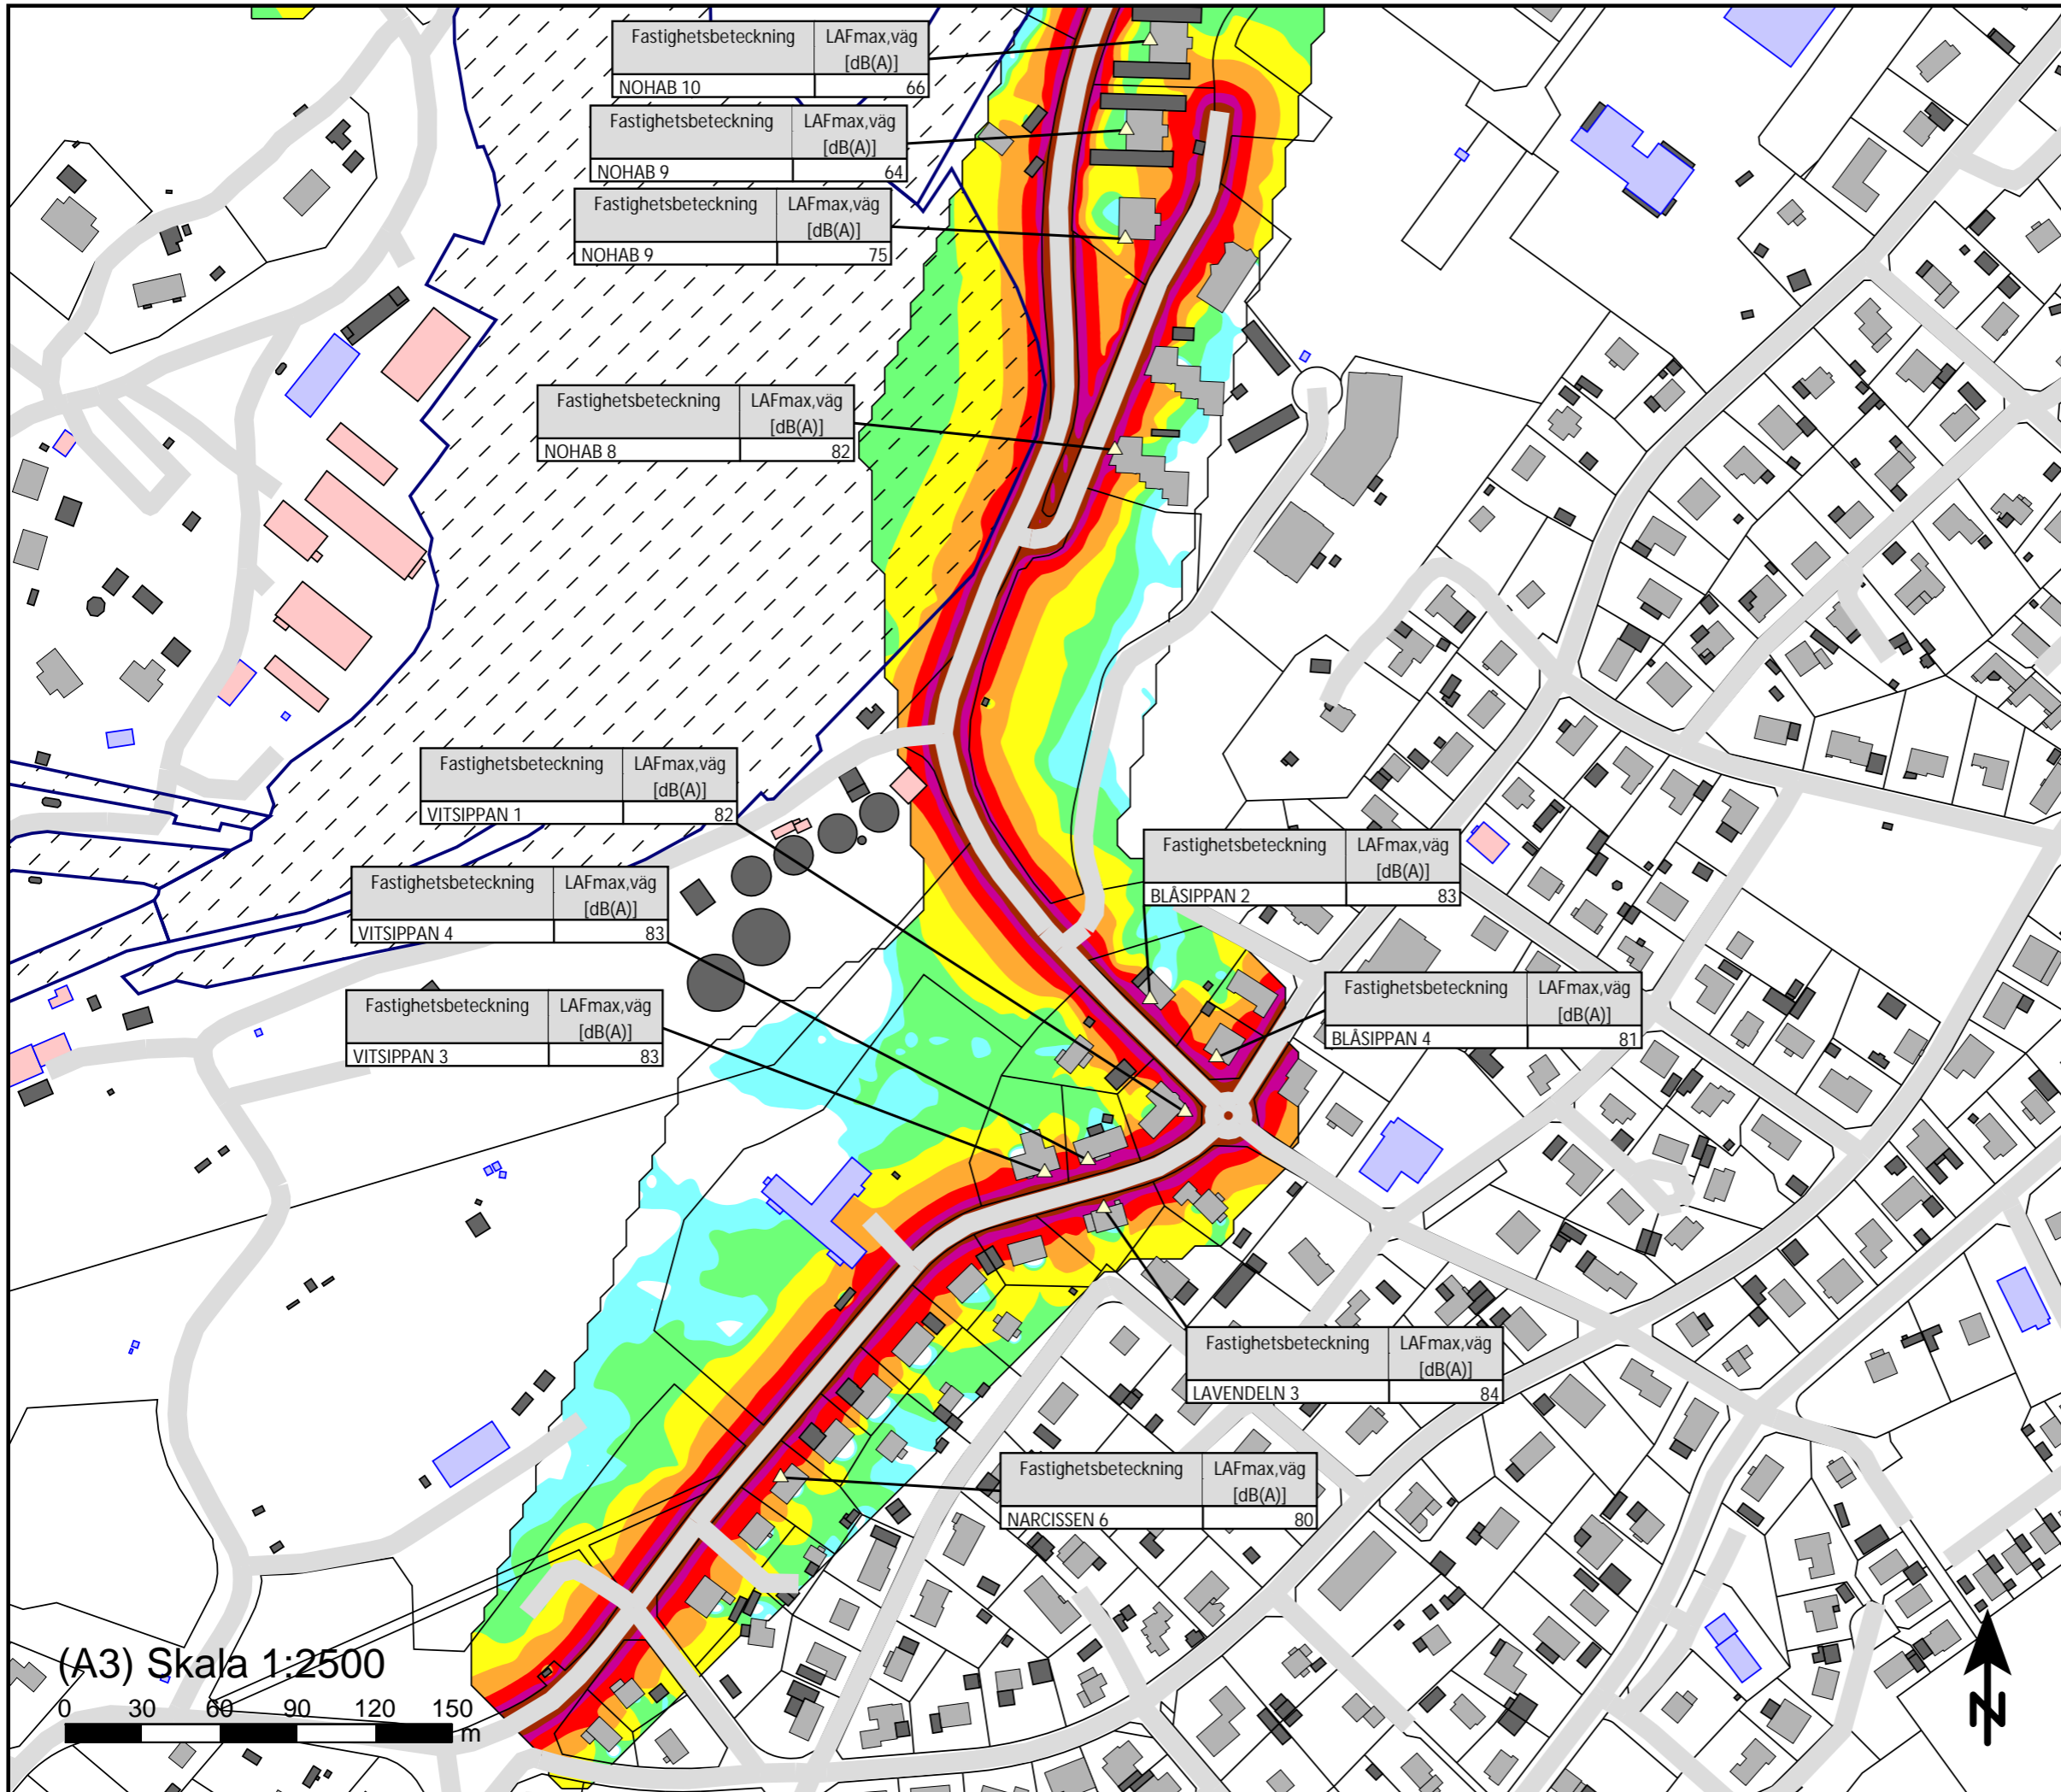 Fastighetsbeteckning LAFmax,väg
[dB(A)]
NOHAB 10 66
Fastighetsbeteckning LAFmax,väg
[dB(A)]
NOHAB 9 64
Fastighetsbeteckning LAFmax,väg
[dB(A)]
NOHAB 9 75
Fastighetsbeteckning LAFmax,väg
[dB(A)]
NOHAB 8 82
Fastighetsbeteckning LAFmax,väg
[dB(A)]
VITSIPPAN 1 82
Fastighetsbeteckning LAFmax,väg
[dB(A)]
BLÅSIPPAN 2 83
Fastighetsbeteckning LAFmax,väg
[dB(A)]
VITSIPPAN 4 83
Fastighetsbeteckning LAFmax,väg
[dB(A)]
BLÅSIPPAN 4 81
Fastighetsbeteckning LAFmax,väg
[dB(A)]
VITSIPPAN 3 83
Fastighetsbeteckning LAFmax,väg
[dB(A)]
LAVENDELN 3 84
Fastighetsbeteckning LAFmax,väg
[dB(A)]
NARCISSEN 6 80
(A3) Skala 1:2500
0 30 60 90 120 150
m
N